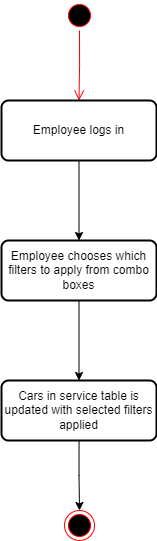 Employee logs in
Employee chooses which
filters to apply from combo
boxes
Cars in service table is
updated with selected filters
applied